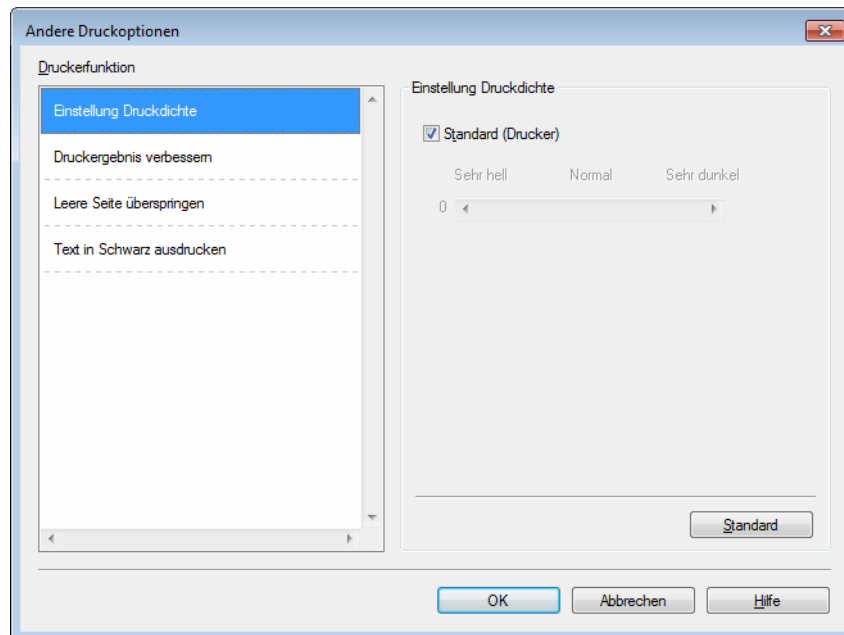 Andere Druckoptionen
Druckerfunktion
Einstellung Druckdichte
Druckergebnis verbessern
Leere Seite überspringen
Text in Schwarz ausdrucken
Einstellung Druckdichte
Standard (Drucker)
Sehr hell Normal Sehr dunkel
0
Standard
OK Abbrechen Hilfe